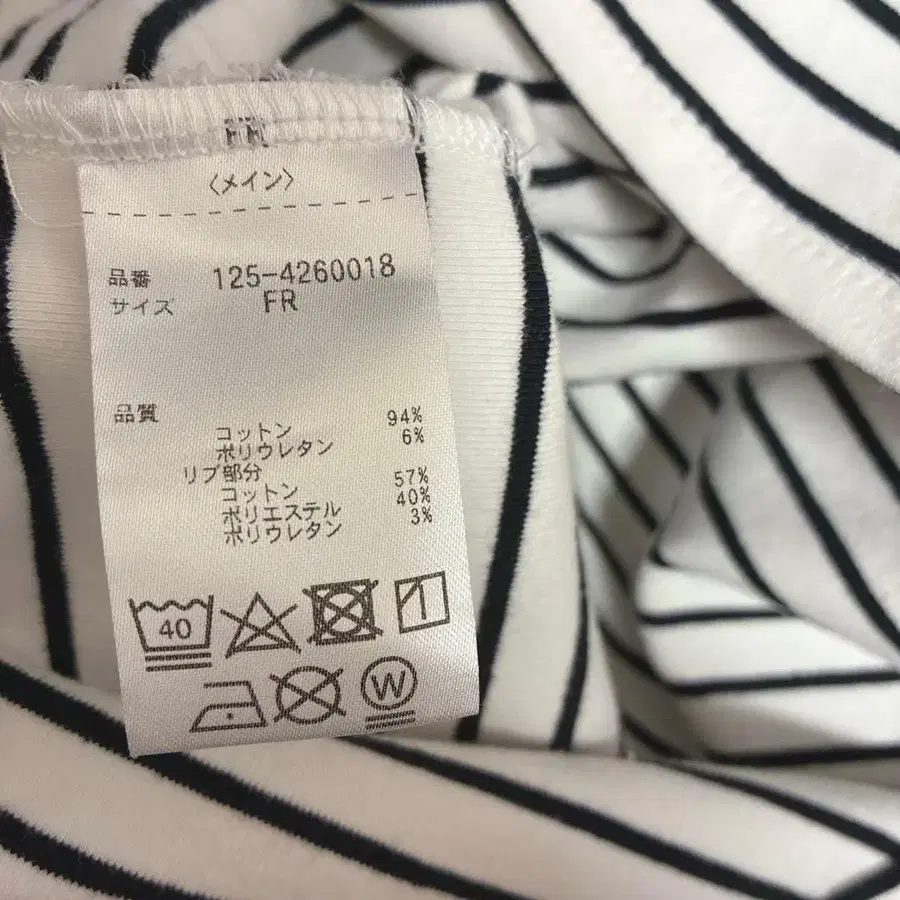 FR
〈メイン〉
品番 125-4260018
サイズ FR
品質
コットン 94%
ポリウレタン 6%
リブ部分
コットン 57%
ポリエステル 40%
ポリウレタン 3%
40
W